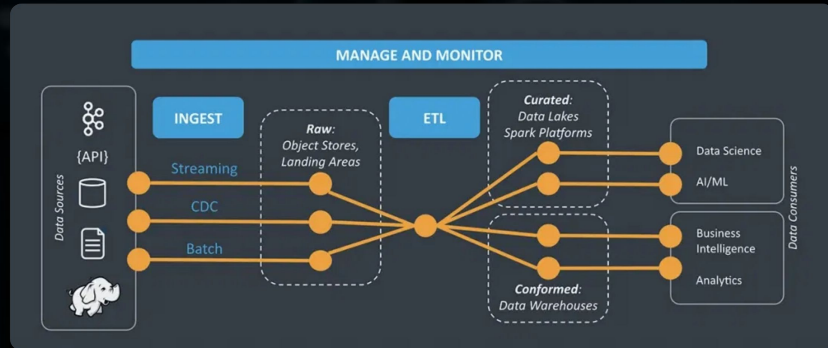 MANAGE AND MONITOR
INGEST
ETL
Data Sources
{API}
Streaming
CDC
Batch
Raw:
Object Stores,
Landing Areas
Curated:
Data Lakes
Spark Platforms
Conformed:
Data Warehouses
Data Science
AI/ML
Business
Intelligence
Analytics
Data Consumers